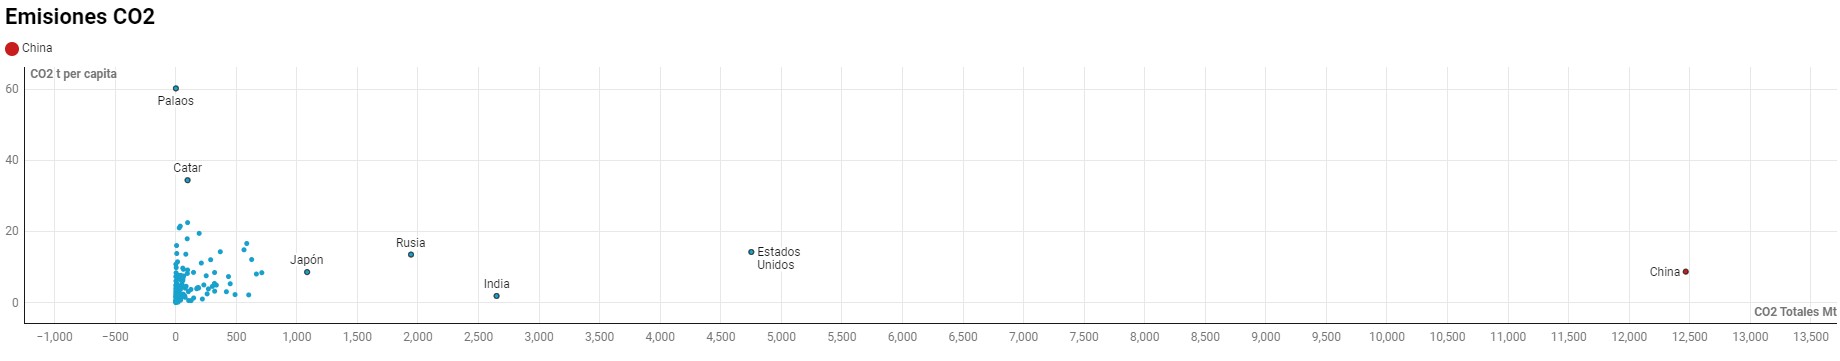 Emisiones CO2
China
CO2 t per capita
60
Palaos
40
Catar
20
Rusia
Estados
Unidos
Japón
China
India
0
CO2 Totales Mt
−1,000 −500 0 500 1,000 1,500 2,000 2,500 3,000 3,500 4,000 4,500 5,000 5,500 6,000 6,500 7,000 7,500 8,000 8,500 9,000 9,500 10,000 10,500 11,000 11,500 12,000 12,500 13,000 13,500